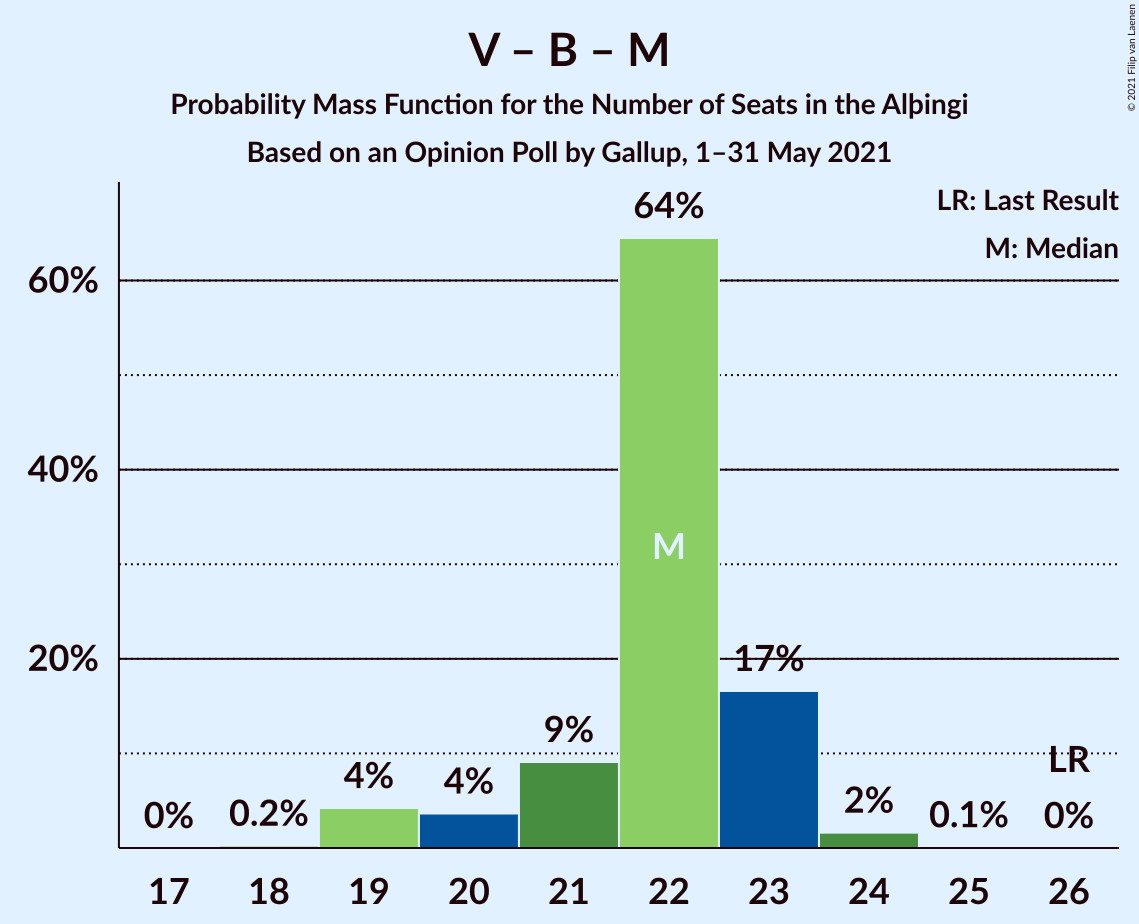 V – B – M
Probability Mass Function for the Number of Seats in the Alþingi
Based on an Opinion Poll by Gallup, 1–31 May 2021
© 2021 Filip van Laenen
LR: Last Result
M: Median
60%
40%
20%
0%
0.2%
4%
4%
9%
64%
M
17%
2%
0.1%
LR
0%
17 18 19 20 21 22 23 24 25 26